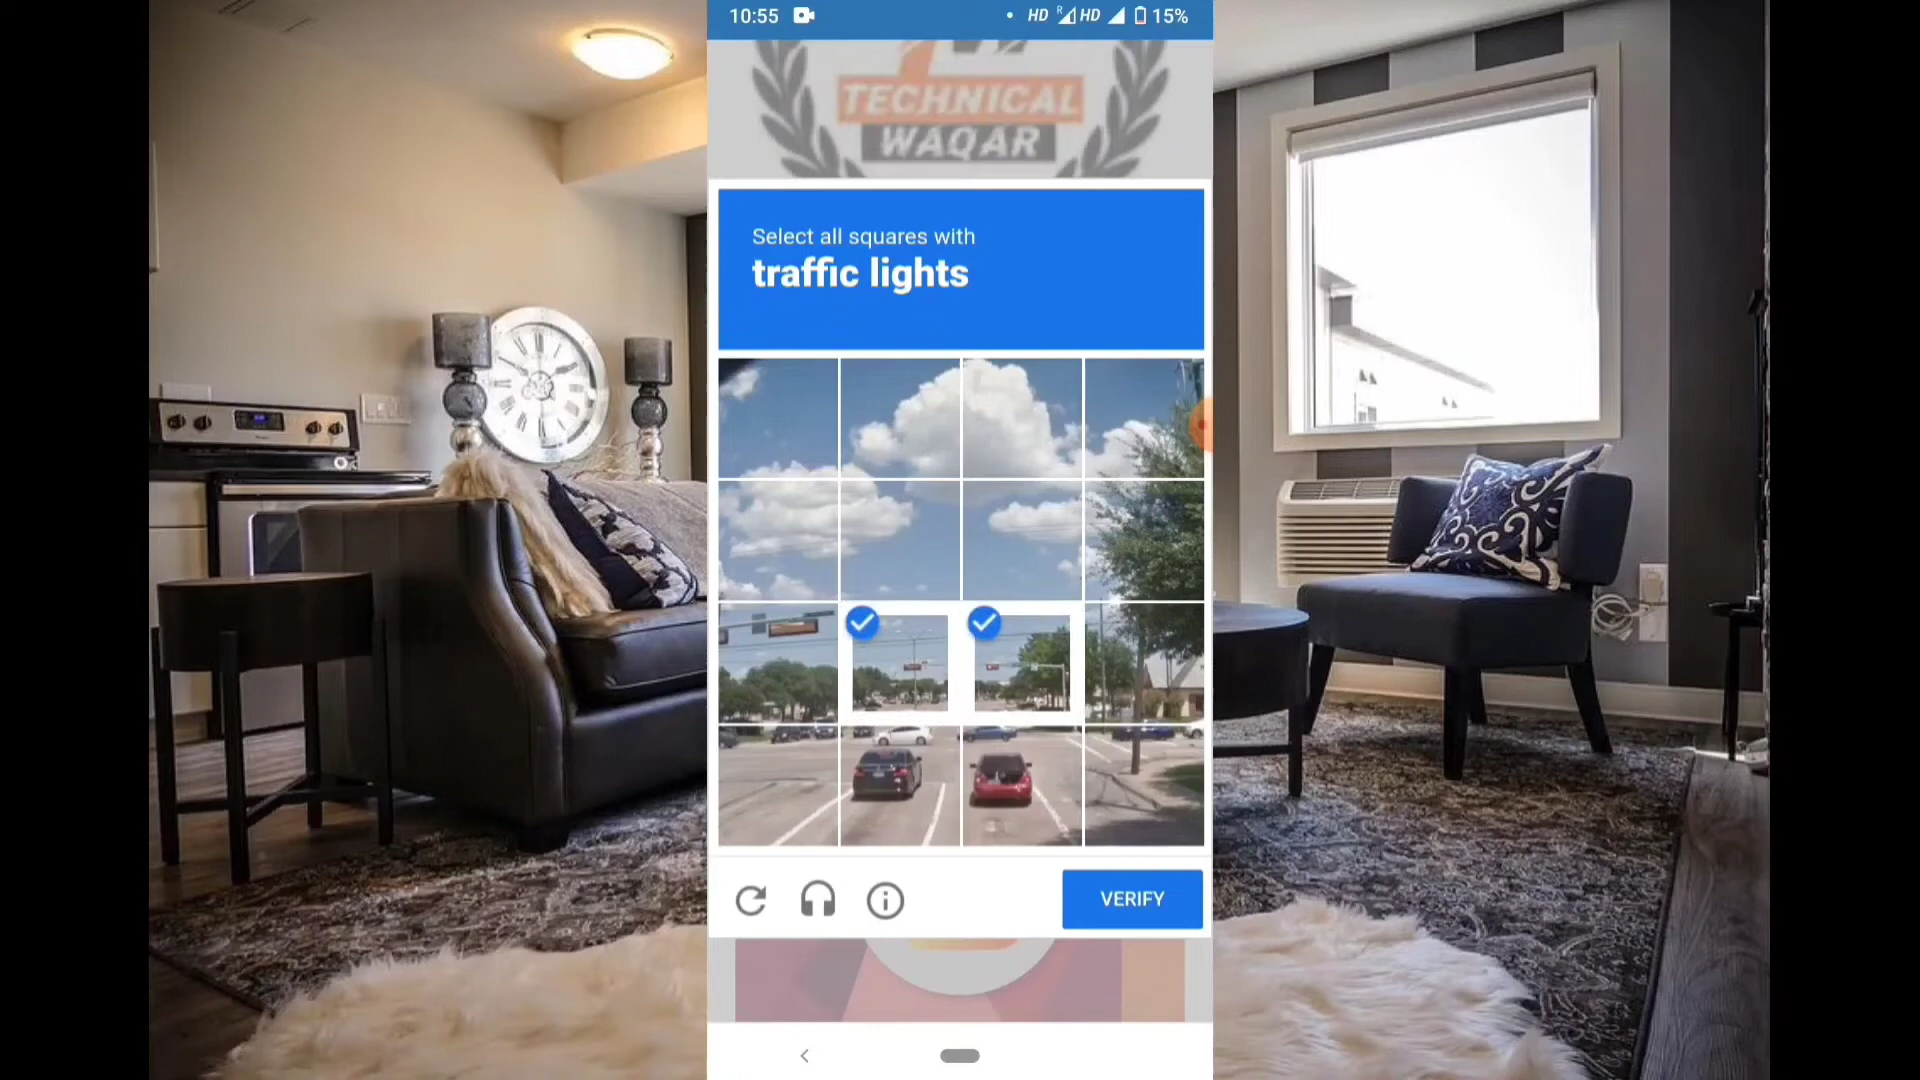 10:55
HD R HD 15%
TECHNICAL
WAQAR
Select all squares with
traffic lights
VERIFY